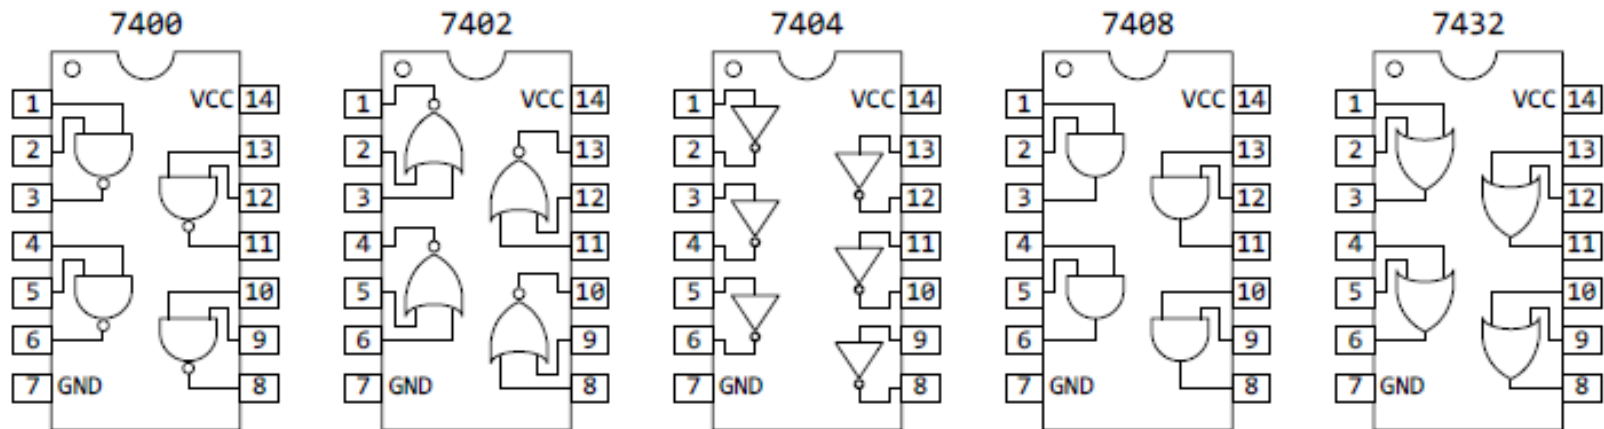 7400 7402 7404 7408 7432
1 VCC 14 1 VCC 14 1 VCC 14 1 VCC 14 1 VCC 14
2 13 2 13 2 13 2 13 2 13
3 12 3 12 3 12 3 12 3 12
4 11 4 11 4 11 4 11 4 11
5 10 5 10 5 10 5 10 5 10
6 9 6 9 6 9 6 9 6 9
7 GND 8 7 GND 8 7 GND 8 7 GND 8 7 GND 8